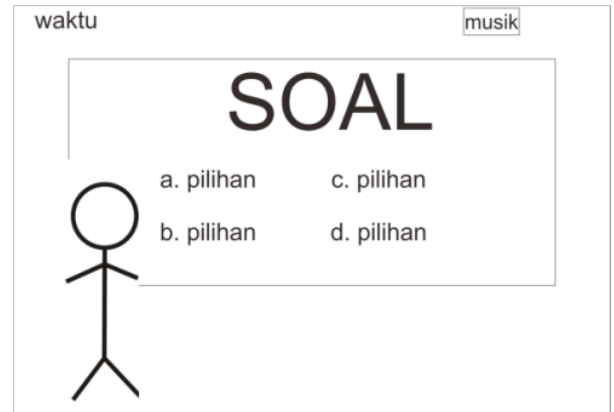 waktu musik
SOAL
a. pilihan c. pilihan
b. pilihan d. pilihan